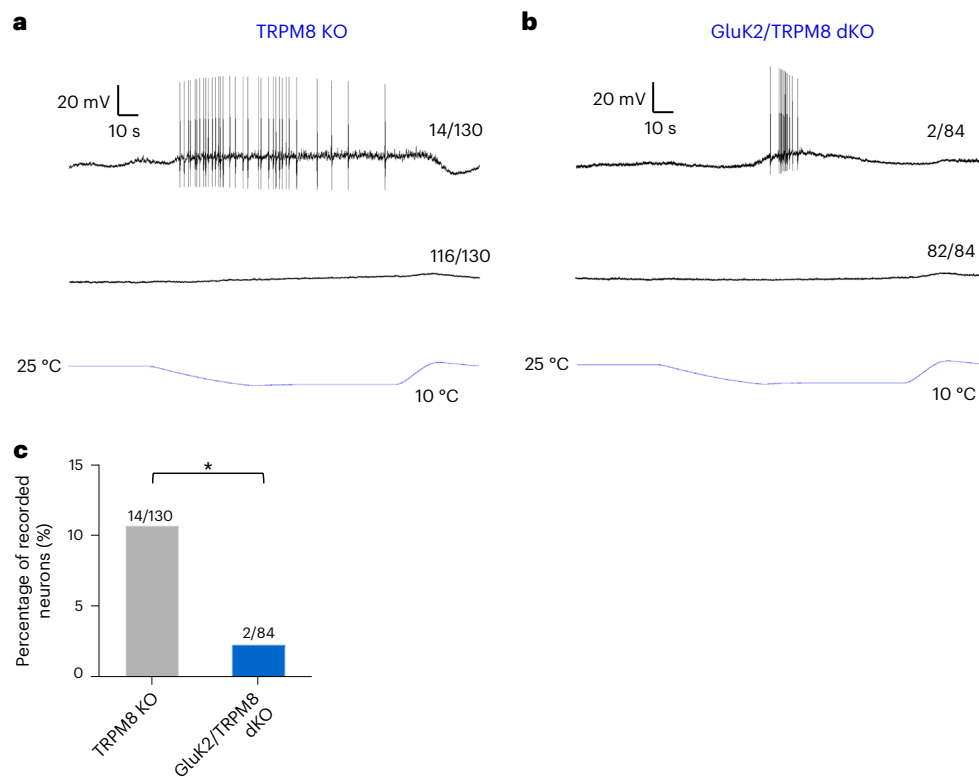 a
TRPM8 KO
20 mV
10 s
14/130
116/130
25 °C
10 °C
b
GluK2/TRPM8 dKO
20 mV
10 s
2/84
82/84
25 °C
10 °C
c
Percentage of recorded
neurons (%)
15
10
5
0
*
14/130
2/84
TRPM8 KO
GluK2/TRPM8
dKO